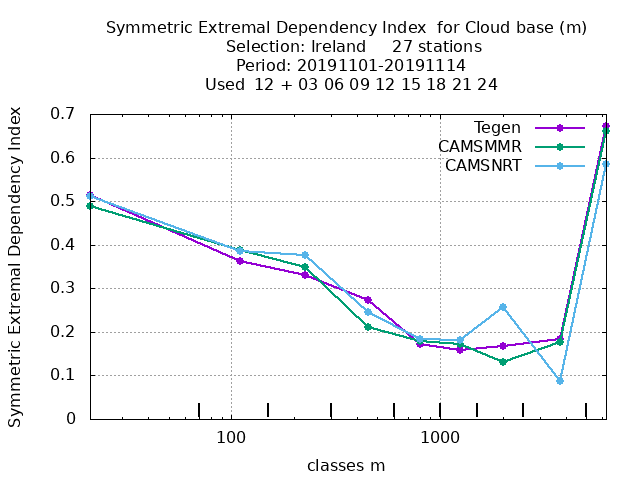 Symmetric Extremal Dependency Index  for Cloud base (m)
Selection: Ireland     27 stations
Period: 20191101-20191114
Used  12 + 03 06 09 12 15 18 21 24
Symmetric Extremal Dependency Index
0.7
0.6
0.5
0.4
0.3
0.2
0.1
0
Tegen
CAMSMMR
CAMSNRT
100
1000
classes m